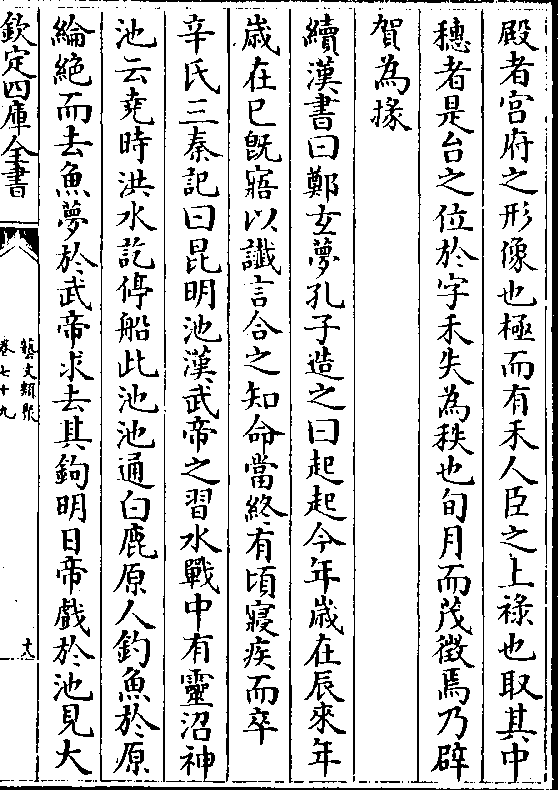 殿者宫府之形像也極而有禾人臣之上祿也取其中
穗者是台之位於字禾失為秩也旬月而茂徵焉乃辟
賀為掾
續漢書曰鄭玄夢孔子造之曰起起今年歳在辰來年
歳在巳旣寤以讖言合之知命當終有頃寢疾而卒
辛氏三秦記曰昆明池漢武帝之習水戰中有靈沼神
池云堯時洪水訖停船此池池通白鹿原人釣魚於原
綸絶而去魚夢於武帝求去其鉤明日帝戲於池見大
欽定四庫全書
藝文類聚
卷七十九
十八